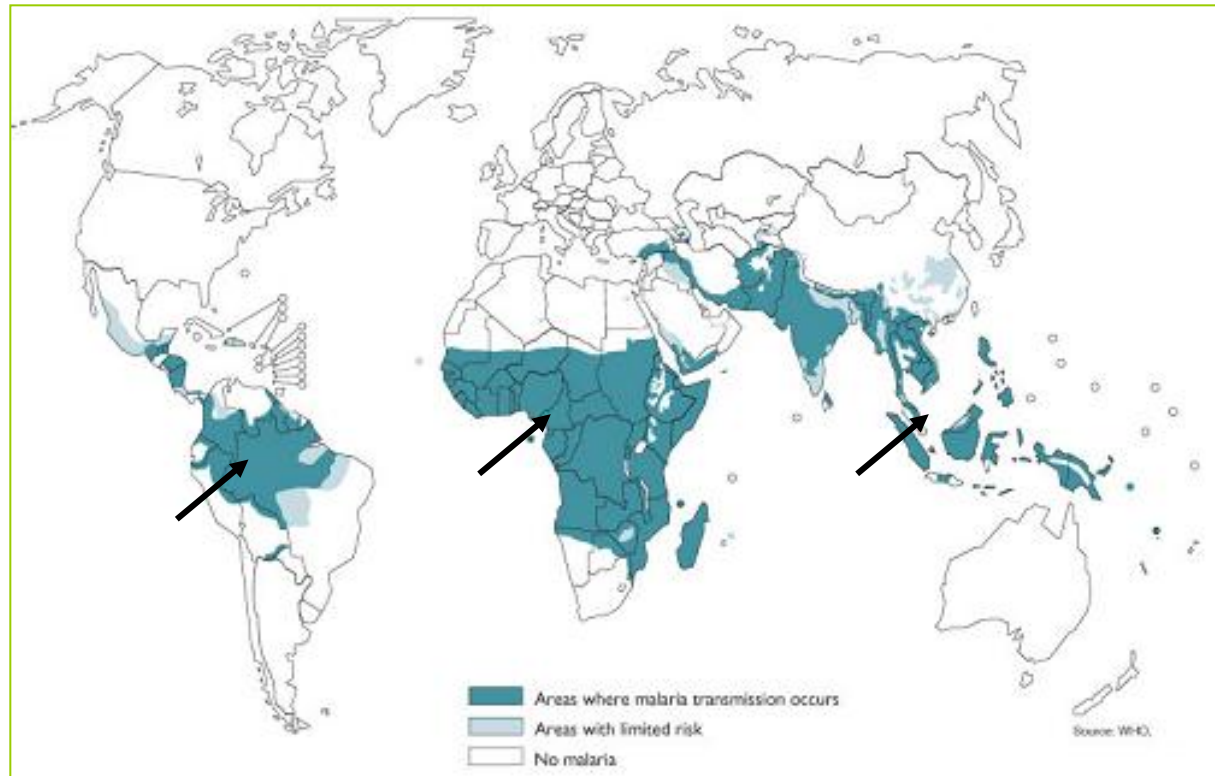 Areas where malaria transmission occurs
Areas with limited risk
No malaria
Source: WHO,